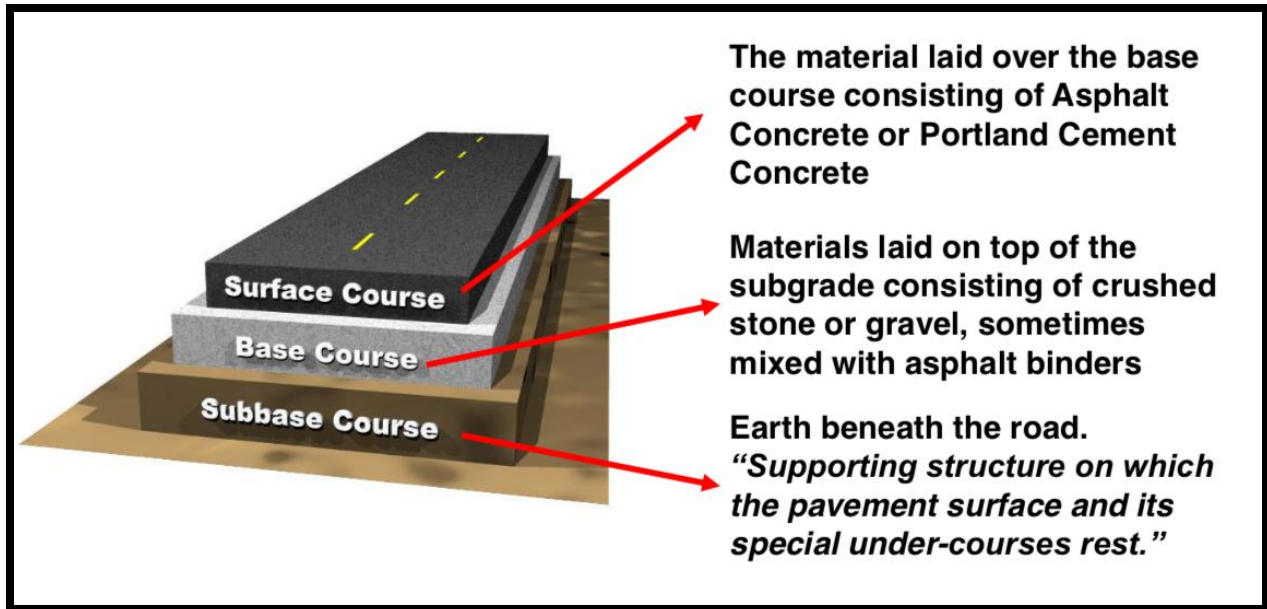 Surface Course
Base Course
Subbase Course
The material laid over the base
course consisting of Asphalt
Concrete or Portland Cement
Concrete
Materials laid on top of the
subgrade consisting of crushed
stone or gravel, sometimes
mixed with asphalt binders
Earth beneath the road.
“Supporting structure on which
the pavement surface and its
special under-courses rest.”